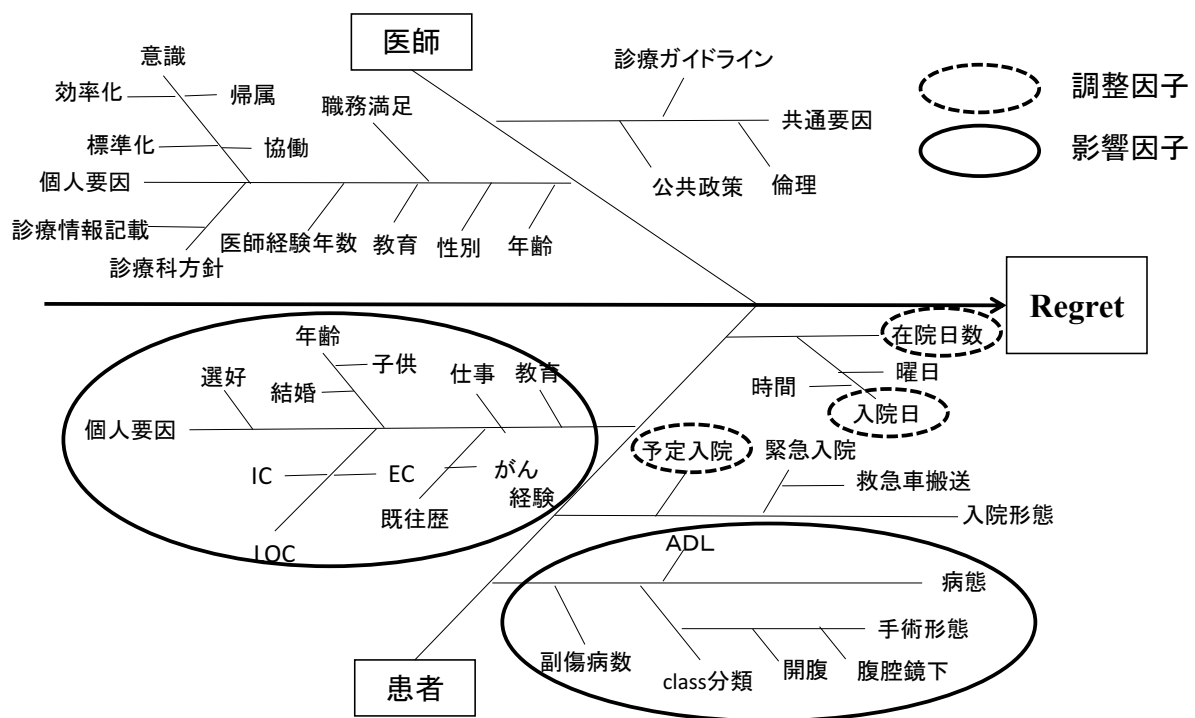 医師
意識
効率化
帰属
標準化
協働
職務満足
個人要因
診療情報記載
診療科方針
医師経験年数
教育
性別
年齢
診療ガイドライン
共通要因
公共政策
倫理
調整因子
影響因子
Regret
年齢
子供
選好
結婚
仕事
教育
個人要因
IC
EC
がん
経験
既往歴
LOC
在院日数
曜日
時間
入院日
予定入院
緊急入院
救急車搬送
入院形態
ADL
病態
手術形態
副傷病数
class分類
開腹
腹腔鏡下
患者